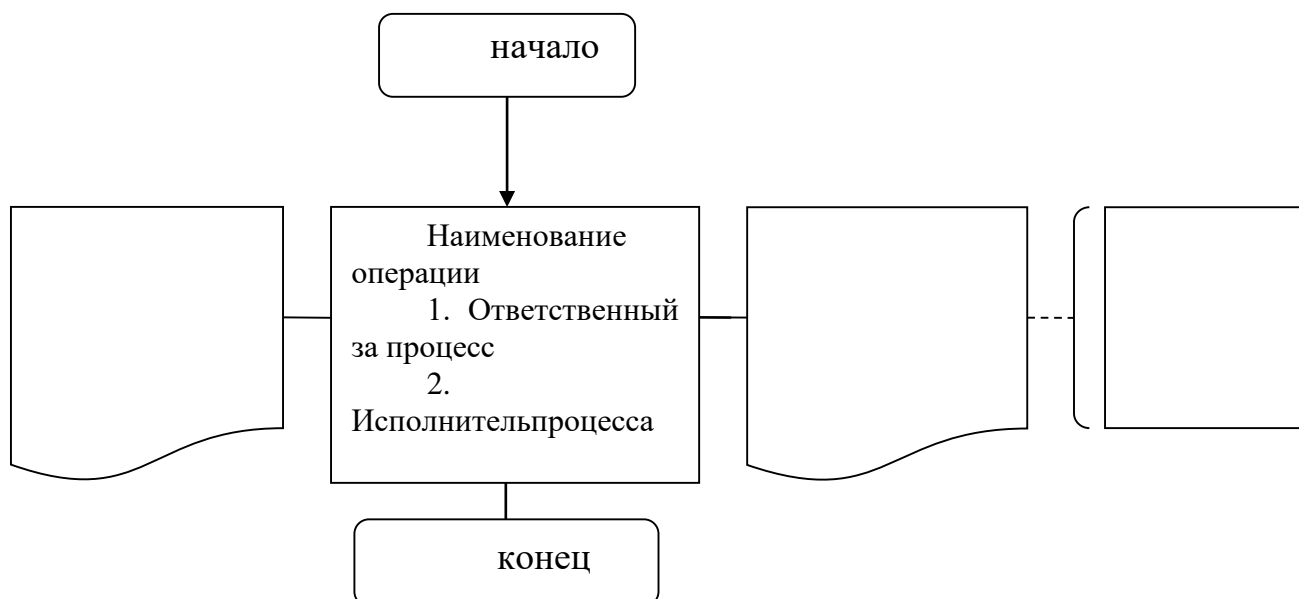 начало
Наименование
операции
1. Ответственный
за процесс
2.
Исполнительпроцесса
конец